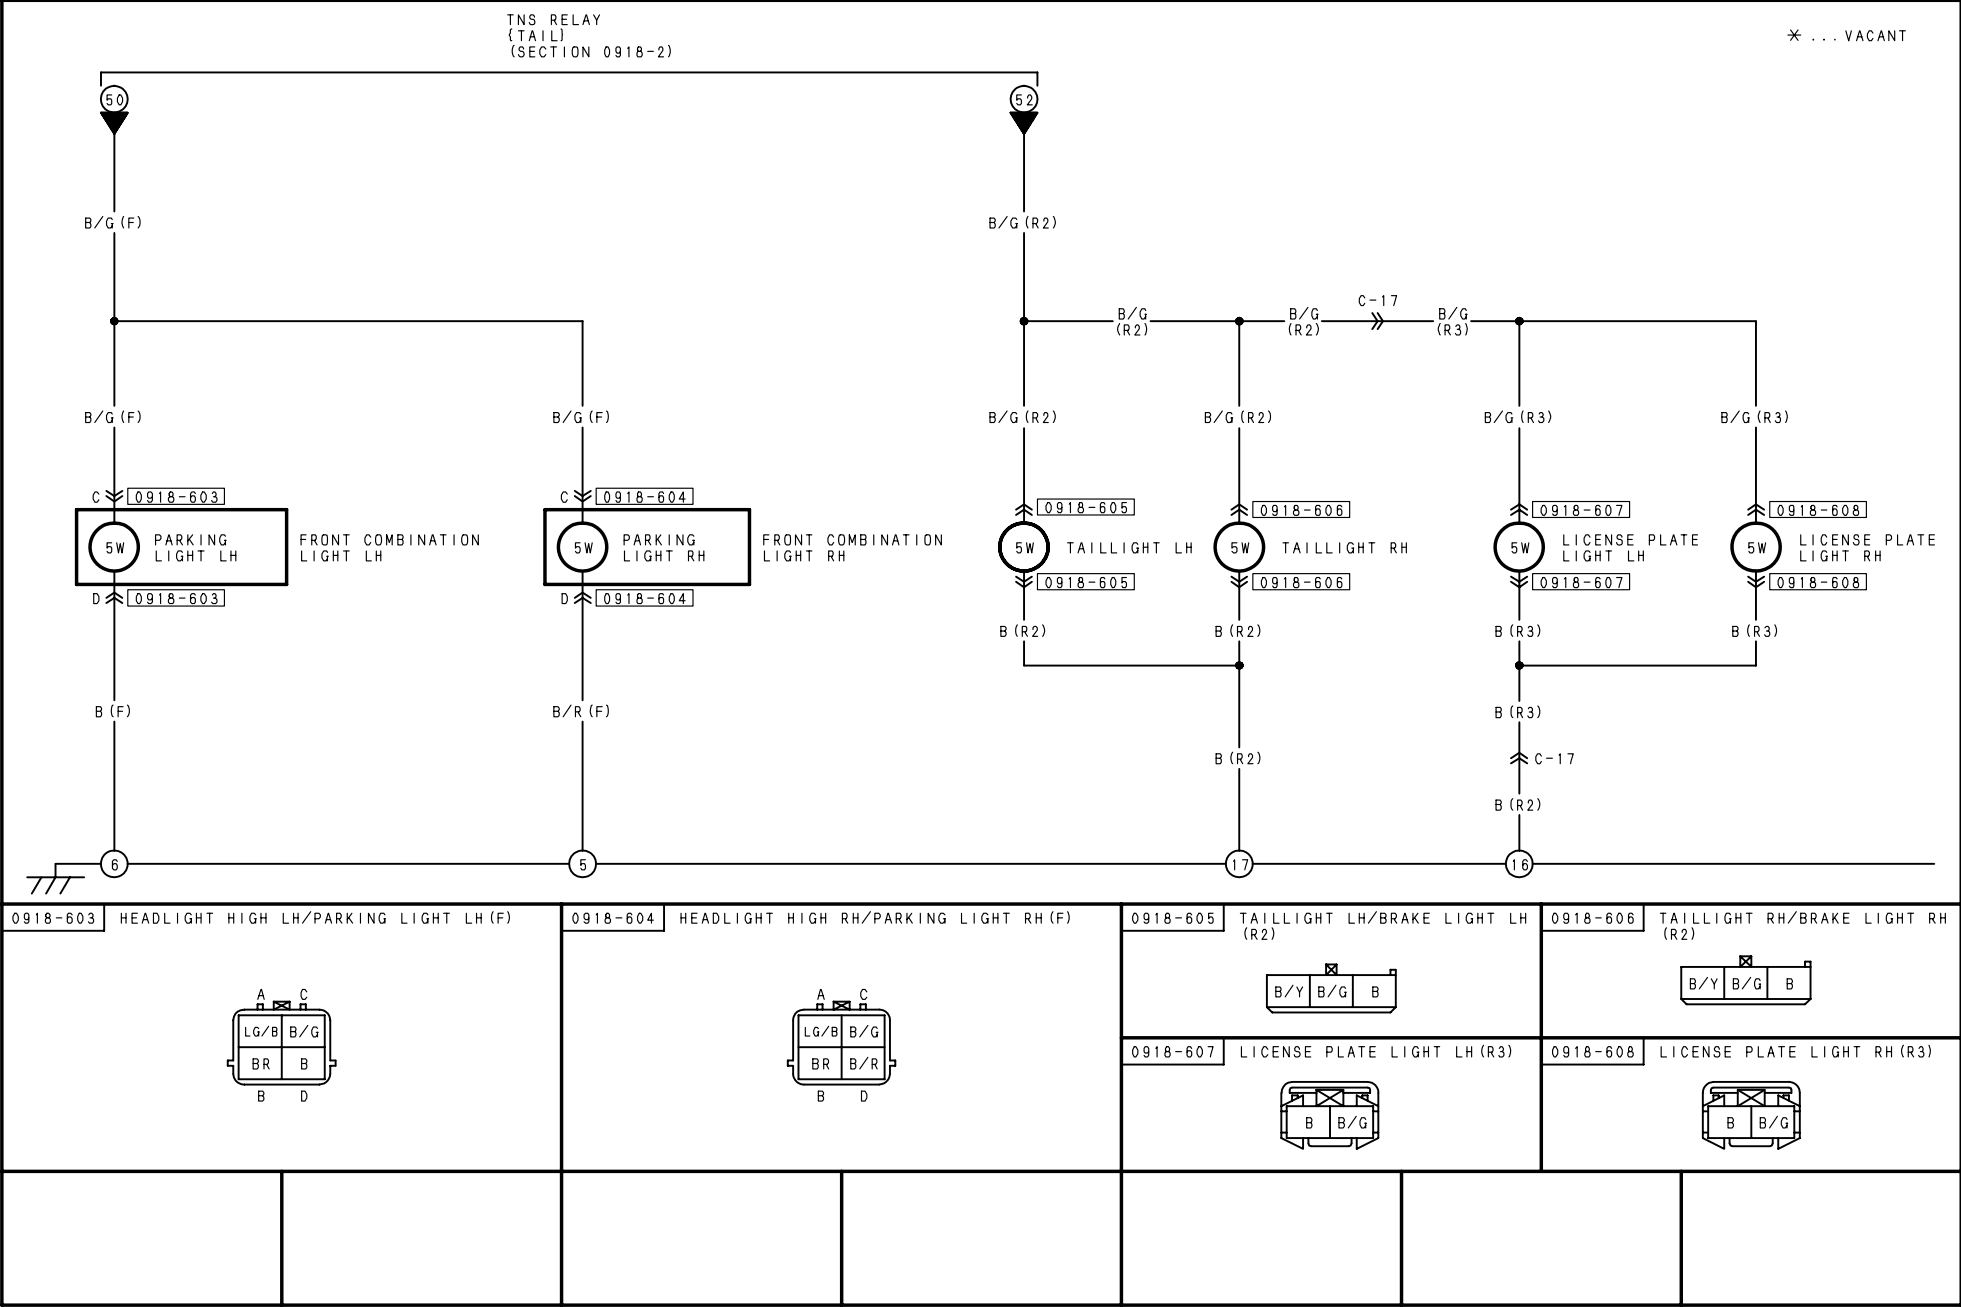 TNS RELAY
{TAIL}
(SECTION 0918-2)
* ... VACANT
50
52
B/G (F)
B/G (R2)
C-17
B/G
(R2)
B/G
(R2)
B/G
(R3)
B/G (F)
B/G (F)
B/G (R2)
B/G (R2)
B/G (R3)
B/G (R3)
C 0918-603
C 0918-604
0918-605
0918-606
0918-607
0918-608
5W
PARKING
LIGHT LH
FRONT COMBINATION
LIGHT LH
5W
PARKING
LIGHT RH
FRONT COMBINATION
LIGHT RH
5W
TAILLIGHT LH
5W
TAILLIGHT RH
5W
LICENSE PLATE
LIGHT LH
5W
LICENSE PLATE
LIGHT RH
D 0918-603
D 0918-604
0918-605
0918-606
0918-607
0918-608
B (R2)
B (R2)
B (R3)
B (R3)
B (F)
B/R (F)
B (R3)
B (R2)
C-17
B (R2)
6
5
17
16
0918-603 HEADLIGHT HIGH LH/PARKING LIGHT LH (F)
A C
LG/B B/G
BR B
B D
0918-604 HEADLIGHT HIGH RH/PARKING LIGHT RH (F)
A C
LG/B B/G
BR B/R
B D
0918-605 TAILLIGHT LH/BRAKE LIGHT LH
(R2)
B/Y B/G B
0918-606 TAILLIGHT RH/BRAKE LIGHT RH
(R2)
B/Y B/G B
0918-607 LICENSE PLATE LIGHT LH (R3)
B B/G
0918-608 LICENSE PLATE LIGHT RH (R3)
B B/G